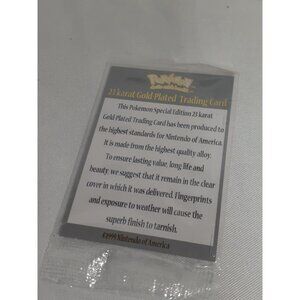 Pokémon
23 karat Gold-Plated Trading Card
This Pokemon Special Edition 23 karat
Gold-Plated Trading Card has been produced to
the highest standards for Nintendo of America.
It is made from the highest quality alloy.
To ensure lasting value, long life and
beauty, we suggest that it remain in the clear
cover in which it was delivered. Fingerprints
and exposure to weather will cause the
superb finish to tarnish.
©1999 Nintendo of America